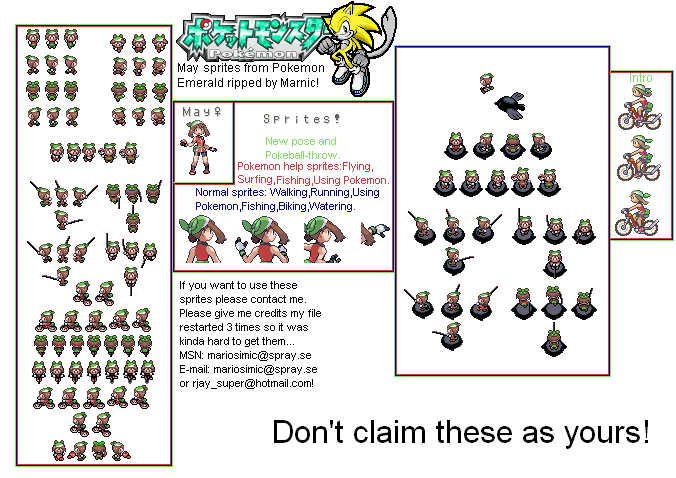 ポケットモンスター
Pokémon
May sprites from Pokemon
Emerald ripped by Marnic!
May♀
Sprites!
New pose and
Pokeball-throw.
Pokemon help sprites:Flying,
Surfing,Fishing,Using Pokemon.
Normal sprites: Walking,Running,Using
Pokemon,Fishing,Biking,Watering.
Intro
If you want to use these
sprites please contact me.
Please give me credits my file
restarted 3 times so it was
kinda hard to get them...
MSN: mariosimic@spray.se
E-mail: mariosimic@spray.se
or rjay_super@hotmail.com!
Don't claim these as yours!